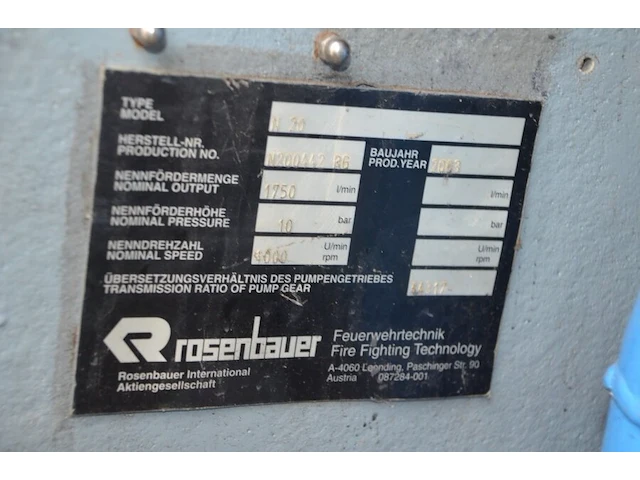 TYPE
MODEL
HERSTELL-NR.
PRODUCTION NO.
BAUJAHR
PROD. YEAR
NENNFÖRDERMENGE
NOMINAL OUTPUT 1750 l/min l/min
NENNFÖRDERHÖHE
NOMINAL PRESSURE 10 bar bar
NENNDREHZAHL
NOMINAL SPEED U/min rpm U/min rpm
ÜBERSETZUNGSVERHÄLTNIS DES PUMPENGETRIEBES
TRANSMISSION RATIO OF PUMP GEAR
rosenbauer
Rosenbauer International
Aktiengesellschaft
Feuerwehrtechnik
Fire Fighting Technology
A-4060 Leonding, Paschinger Str. 90
Austria 087284-001